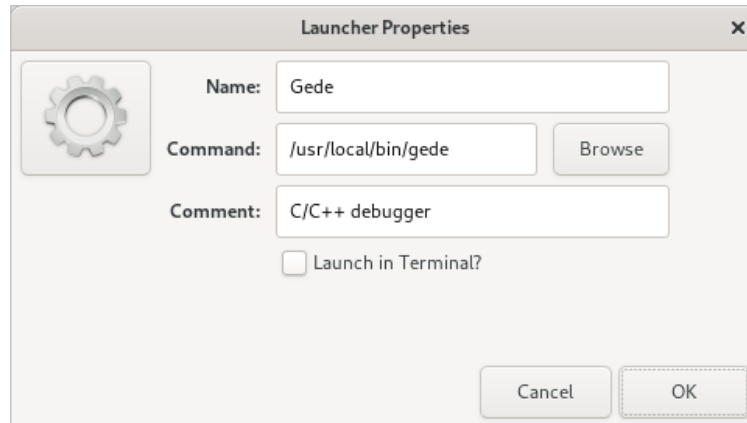 Launcher Properties
Name: Gede
Command: /usr/local/bin/gede Browse
Comment: C/C++ debugger
Launch in Terminal?
Cancel OK